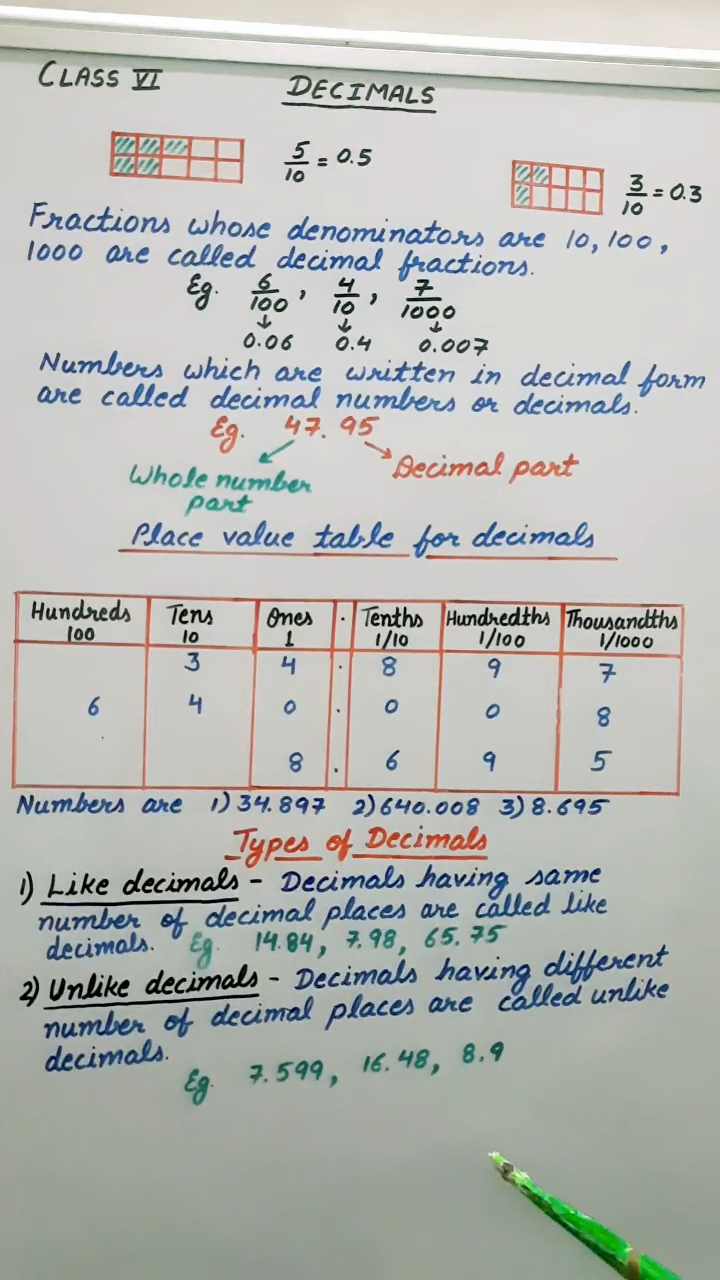 CLASS VI
DECIMALS
5/10 = 0.5
3/10 = 0.3
Fractions whose denominators are 10, 100,
1000 are called decimal fractions.
Eg. 6/100, 4/10, 7/1000
↓ ↓ ↓
0.06 0.4 0.007
Numbers which are written in decimal form
are called decimal numbers or decimals.
Eg. 47.95
Whole number
part
Decimal part
Place value table for decimals
Hundreds Tens Ones . Tenths Hundredths Thousandths
100 10 1 1/10 1/100 1/1000
3 4 . 8 9 7
6 4 0 . 0 0 8
8 . 6 9 5
Numbers are 1) 34.897 2) 640.008 3) 8.695
Types of Decimals
1) Like decimals - Decimals having same
number of decimal places are called like
decimals. Eg. 14.84, 7.98, 65.75
2) Unlike decimals - Decimals having different
number of decimal places are called unlike
decimals.
Eg. 7.599, 16.48, 8.9